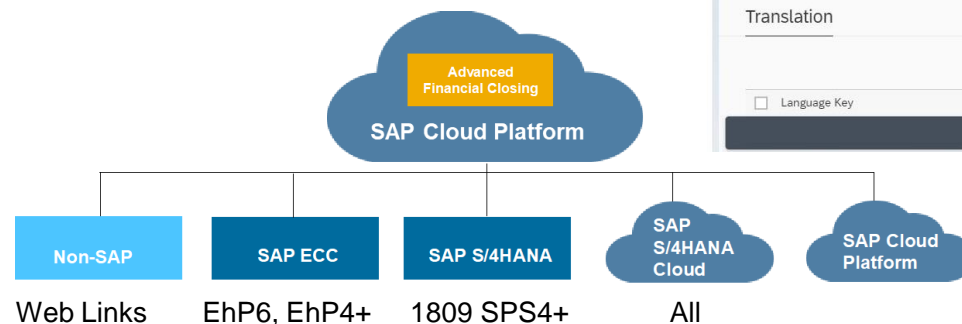 Translation
Language Key
Advanced
Financial Closing
SAP Cloud Platform
Non-SAP
SAP ECC
SAP S/4HANA
SAP
S/4HANA
Cloud
SAP Cloud
Platform
Web Links
EhP6, EhP4+
1809 SPS4+
All